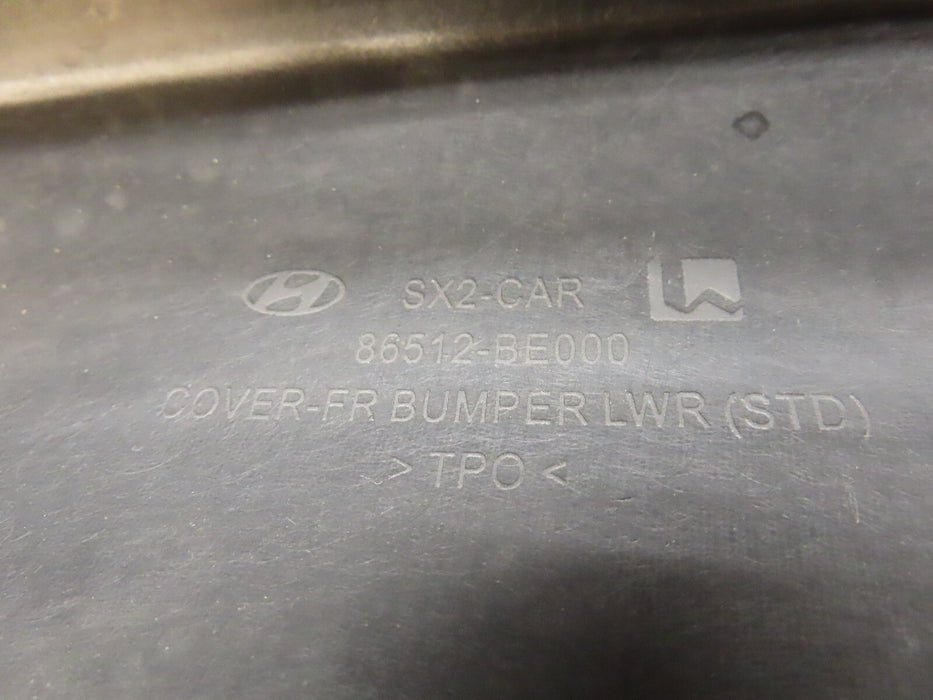 SX2-CAR
86512-BE000
COVER-FR BUMPER LWR (STD)
> TPO <